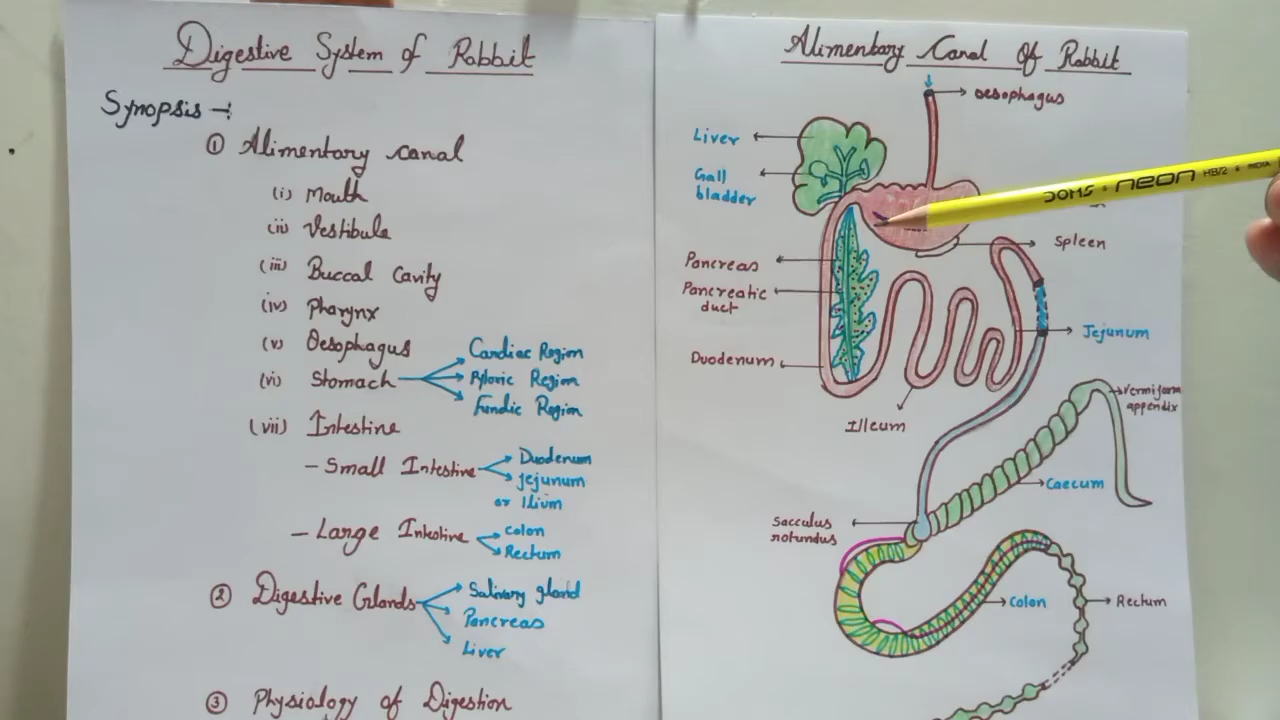 Digestive System of Rabbit
Synopsis -:
① Alimentary canal
(i) Mouth
(ii) Vestibule
(iii) Buccal Cavity
(iv) Pharynx
(v) Oesophagus
(vi) Stomach
Cardiac Region
Pyloric Region
Fundic Region
(vii) Intestine
- Small Intestine
Duodenum
jejunum
or Ilium
- Large Intestine
Colon
Rectum
② Digestive Glands
Salivary gland
Pancreas
Liver
③ Physiology of Digestion
Alimentary Canal Of Rabbit
Oesophagus
Liver
Gall
bladder
DOMS neon HB/2 INDIA
Spleen
Pancreas
Pancreatic
duct
Jejunum
Duodenum
Illeum
Vermiform
appendix
Caecum
Sacculus
rotundus
Colon
Rectum